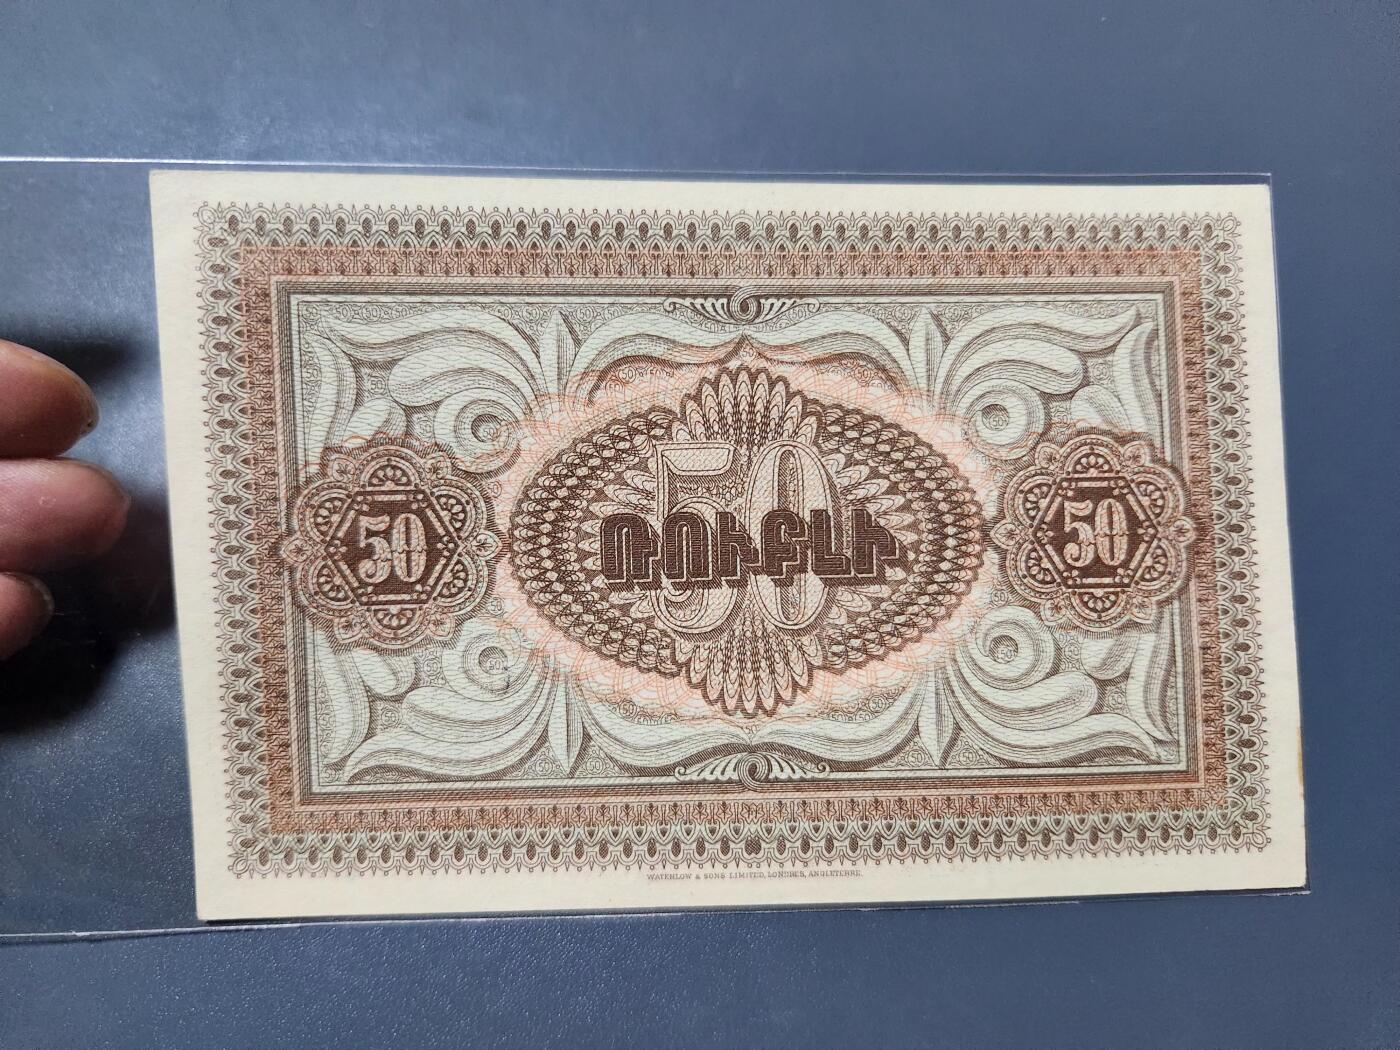 50
50 ՌՈՒԲԼԻ 50
WATERLOW & SONS LIMITED, LONDRES, ANGLETERRE.